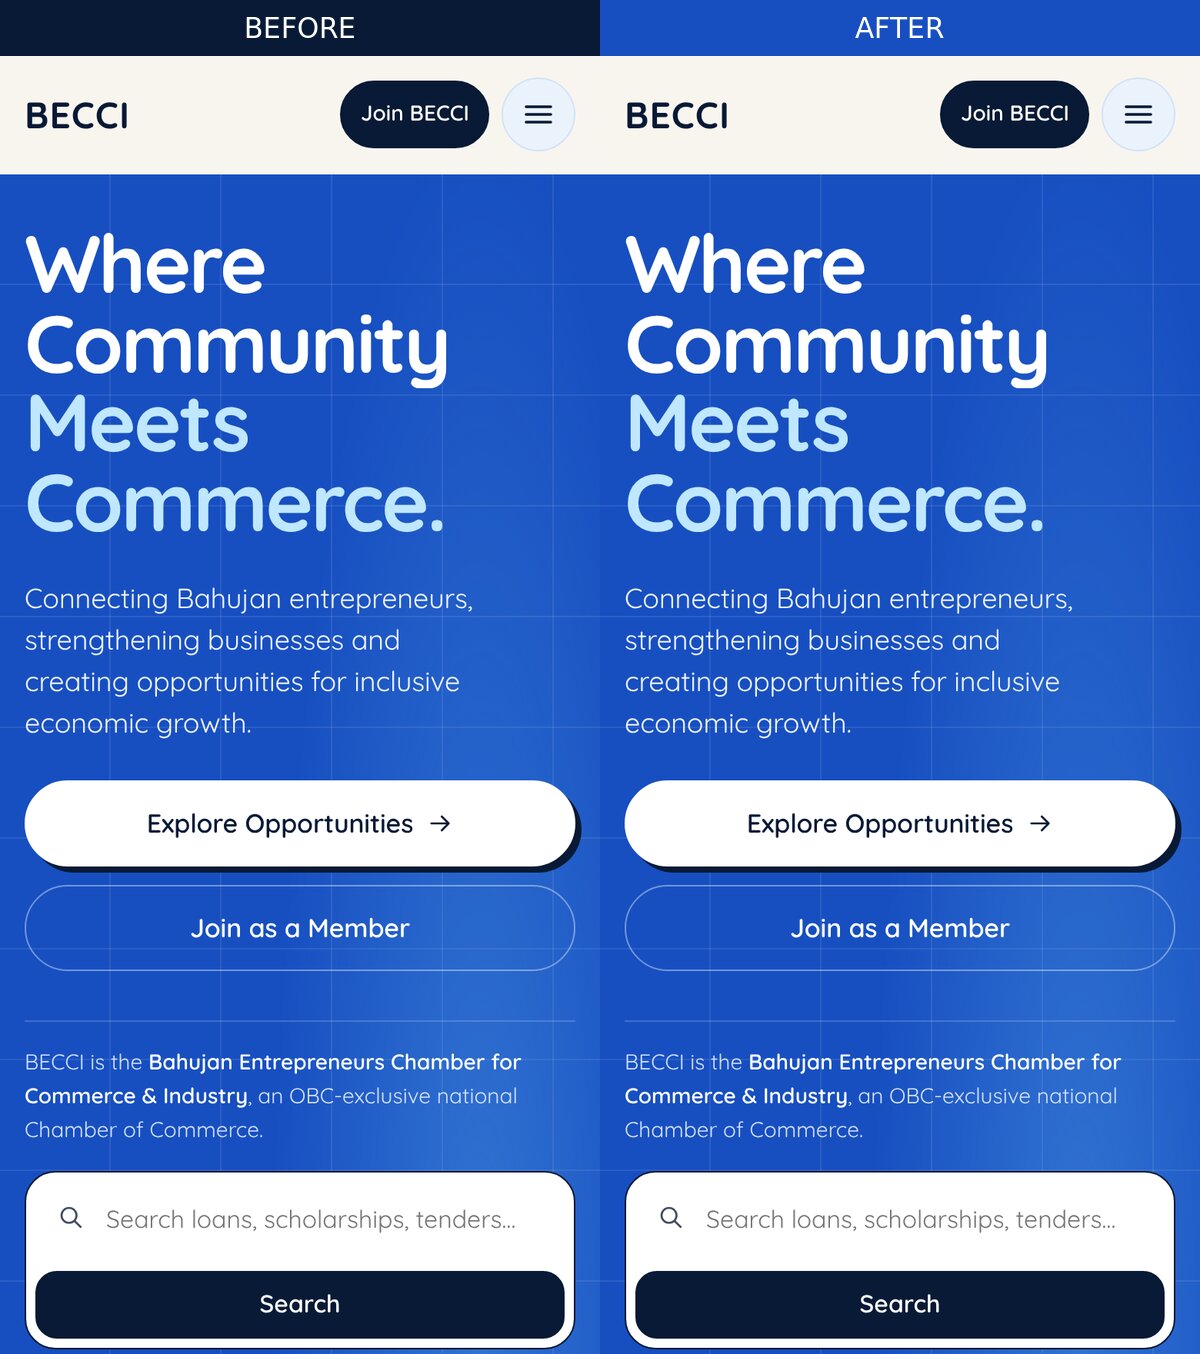 BEFORE
BECCI
Join BECCI
Where
Community
Meets
Commerce.
Connecting Bahujan entrepreneurs,
strengthening businesses and
creating opportunities for inclusive
economic growth.
Explore Opportunities →
Join as a Member
BECCI is the Bahujan Entrepreneurs Chamber for
Commerce & Industry, an OBC-exclusive national
Chamber of Commerce.
Search loans, scholarships, tenders...
Search
AFTER
BECCI
Join BECCI
Where
Community
Meets
Commerce.
Connecting Bahujan entrepreneurs,
strengthening businesses and
creating opportunities for inclusive
economic growth.
Explore Opportunities →
Join as a Member
BECCI is the Bahujan Entrepreneurs Chamber for
Commerce & Industry, an OBC-exclusive national
Chamber of Commerce.
Search loans, scholarships, tenders...
Search